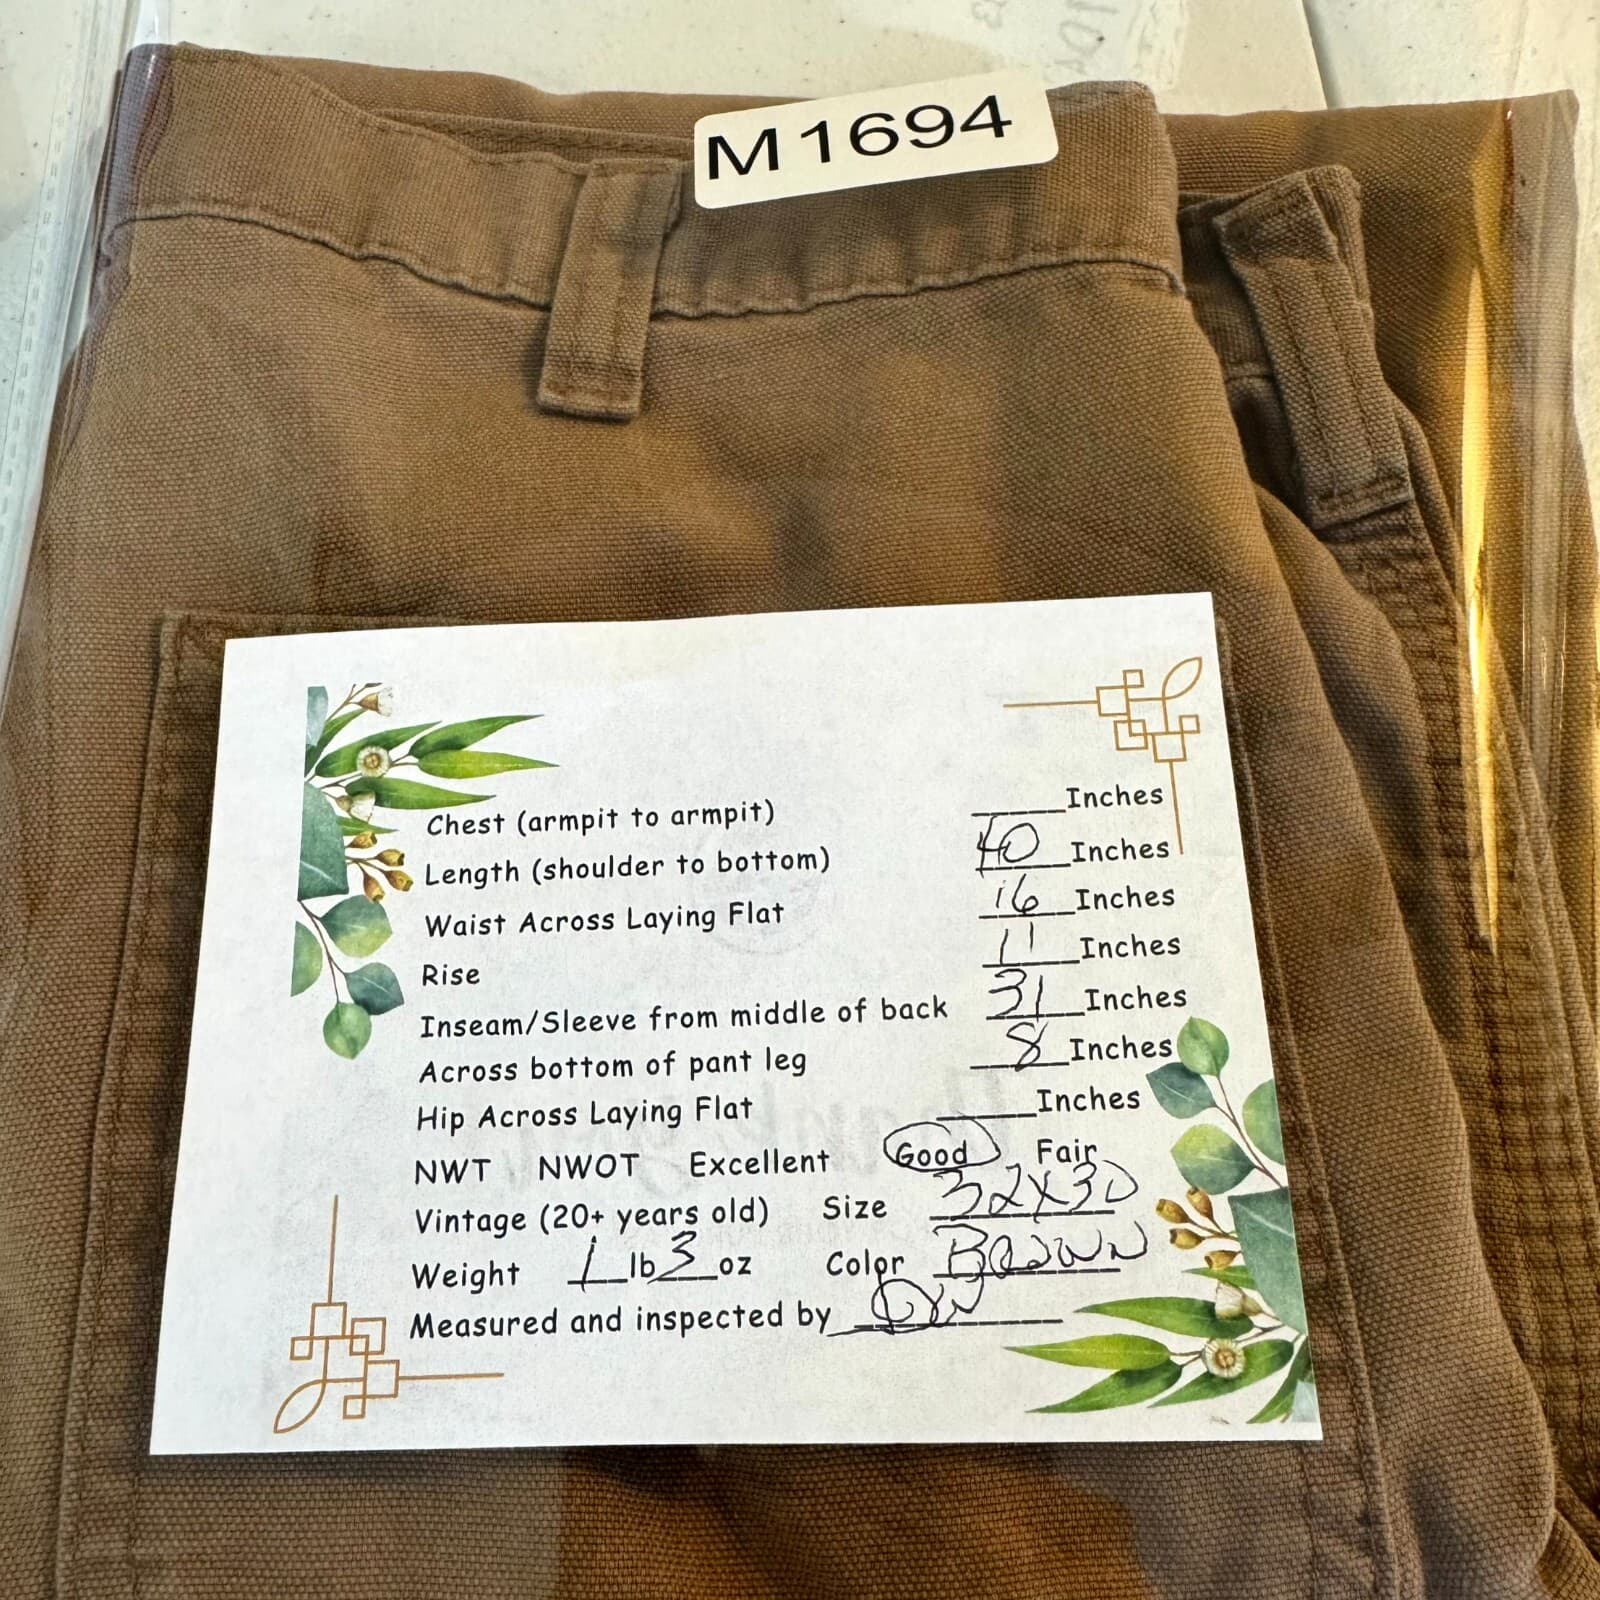 M1694
Chest (armpit to armpit) ______Inches
Length (shoulder to bottom) 40 Inches
Waist Across Laying Flat 16 Inches
Rise 11 Inches
Inseam/Sleeve from middle of back 31 Inches
Across bottom of pant leg 8 Inches
Hip Across Laying Flat ______Inches
NWT NWOT Excellent Good Fair
Vintage (20+ years old) Size 32x30
Weight 1 lb 3 oz Color Brown
Measured and inspected by